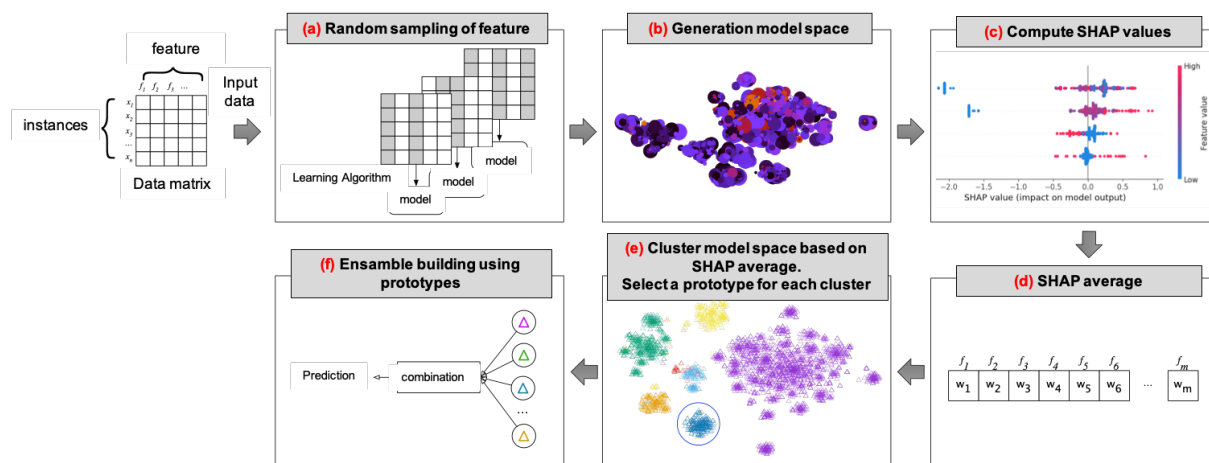 feature
f1 f2 f3 ...
instances
x1
x2
x3
...
xn
Data matrix
Input
data
(a) Random sampling of feature
Learning Algorithm
model
model
model
(b) Generation model space
(c) Compute SHAP values
High
Feature value
Low
−2.0 −1.5 −1.0 −0.5 0.0 0.5 1.0
SHAP value (impact on model output)
(d) SHAP average
f1 f2 f3 f4 f5 f6 fm
w1 w2 w3 w4 w5 w6 ... wm
(e) Cluster model space based on
SHAP average.
Select a prototype for each cluster
(f) Ensamble building using
prototypes
Prediction
combination
...